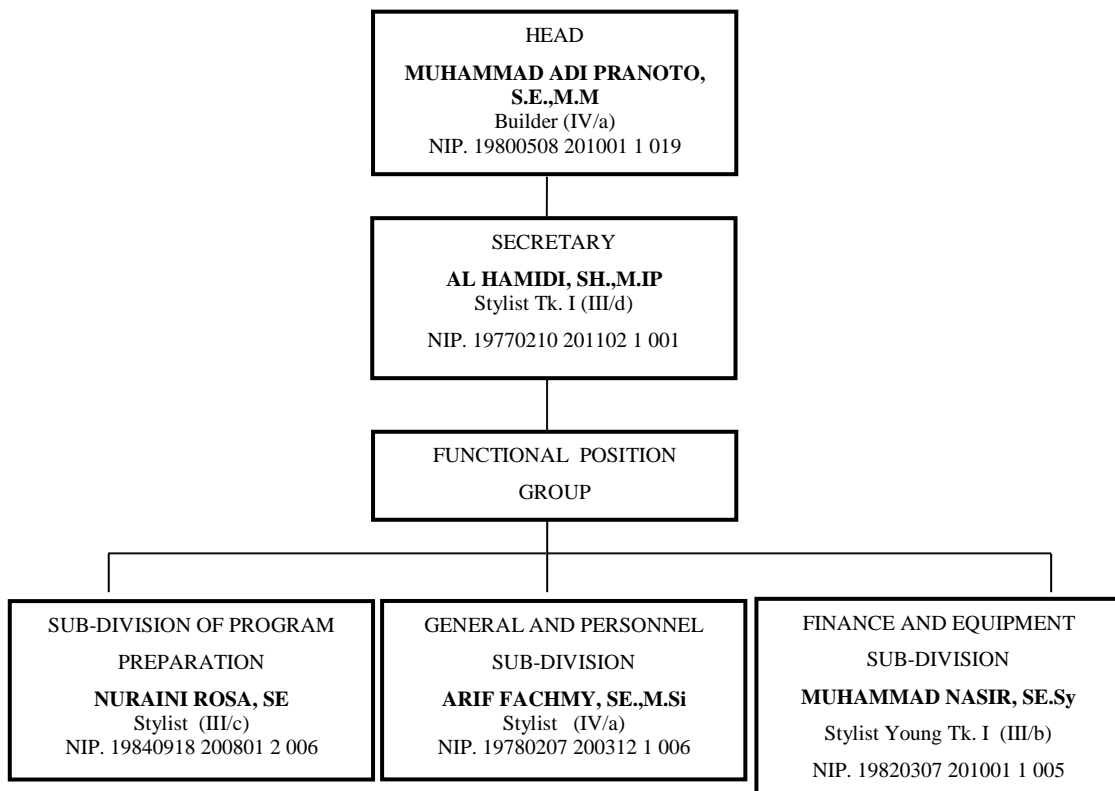 HEAD
MUHAMMAD ADI PRANOTO,
S.E.,M.M
Builder (IV/a)
NIP. 19800508 201001 1 019
SECRETARY
AL HAMIDI, SH.,M.IP
Stylist Tk. I (III/d)
NIP. 19770210 201102 1 001
FUNCTIONAL POSITION
GROUP
SUB-DIVISION OF PROGRAM
PREPARATION
NURAINI ROSA, SE
Stylist (III/c)
NIP. 19840918 200801 2 006
GENERAL AND PERSONNEL
SUB-DIVISION
ARIF FACHMY, SE.,M.Si
Stylist (IV/a)
NIP. 19780207 200312 1 006
FINANCE AND EQUIPMENT
SUB-DIVISION
MUHAMMAD NASIR, SE.Sy
Stylist Young Tk. I (III/b)
NIP. 19820307 201001 1 005